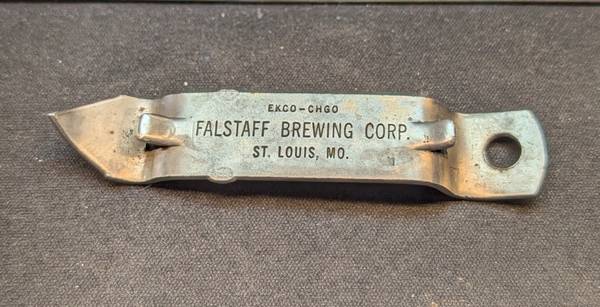 EKCO-CHGO
FALSTAFF BREWING CORP.
ST. LOUIS, MO.